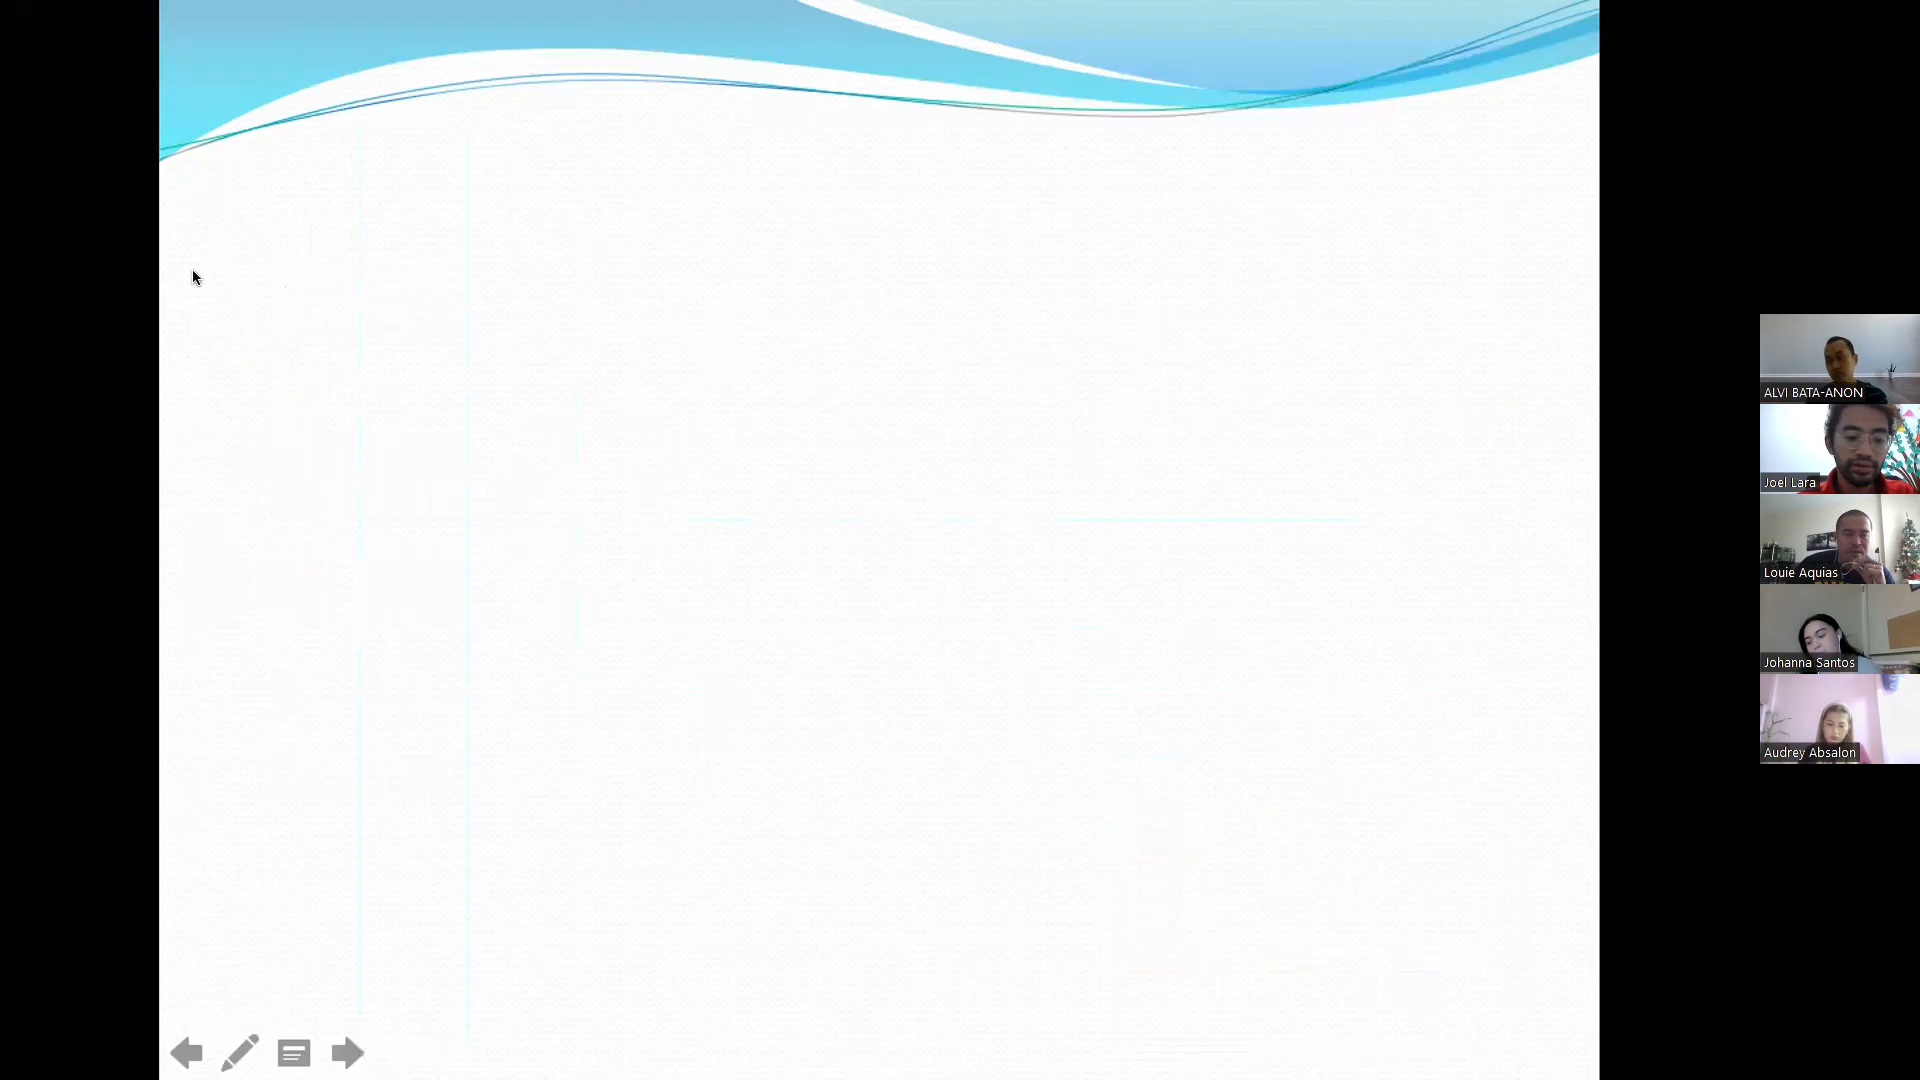 ALVI BATA-ANON
Joel Lara
Louie Aquias
Johanna Santos
Audrey Absalon